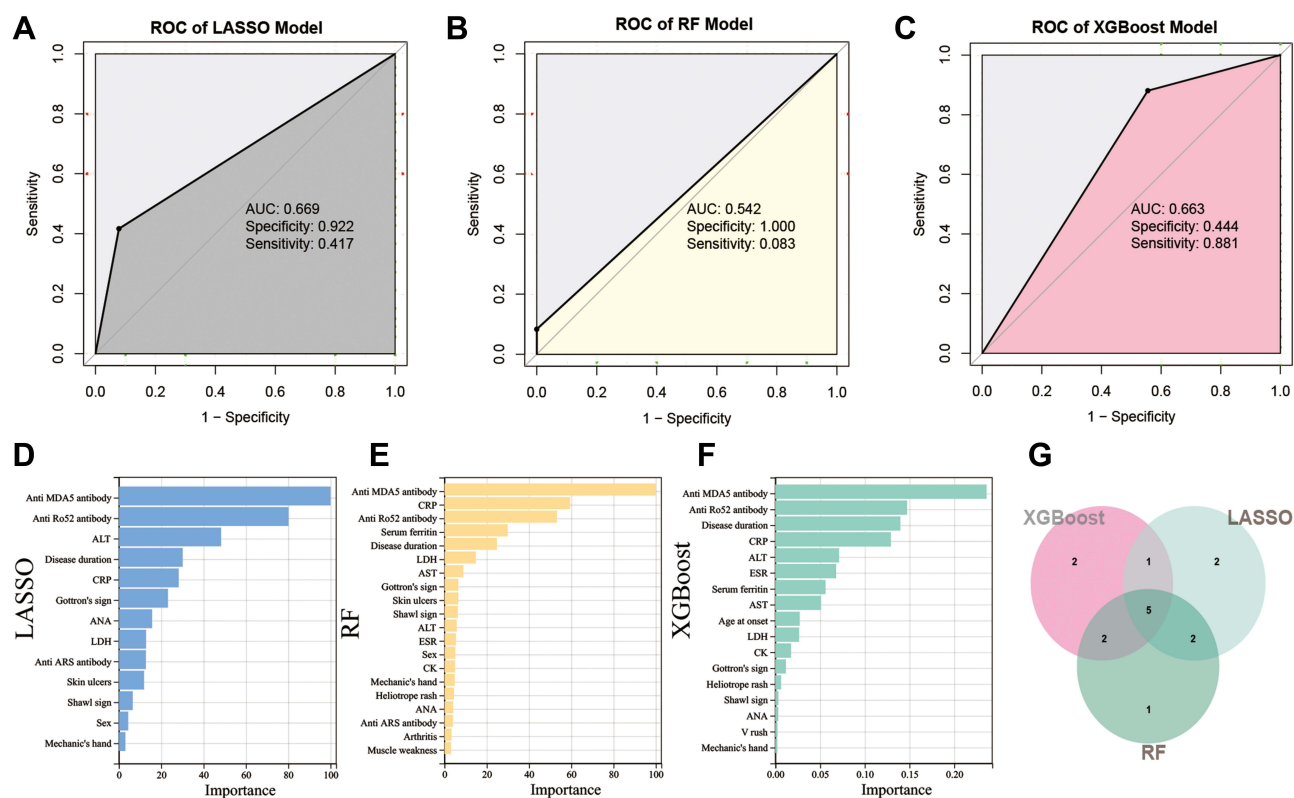 A
ROC of LASSO Model
Sensitivity
1.0
0.8
0.6
0.4
0.2
0.0
AUC: 0.669
Specificity: 0.922
Sensitivity: 0.417
0.0 0.2 0.4 0.6 0.8 1.0
1 − Specificity
B
ROC of RF Model
Sensitivity
1.0
0.8
0.6
0.4
0.2
0.0
AUC: 0.542
Specificity: 1.000
Sensitivity: 0.083
0.0 0.2 0.4 0.6 0.8 1.0
1 − Specificity
C
ROC of XGBoost Model
Sensitivity
1.0
0.8
0.6
0.4
0.2
0.0
AUC: 0.663
Specificity: 0.444
Sensitivity: 0.881
0.0 0.2 0.4 0.6 0.8 1.0
1 − Specificity
D
LASSO
Anti MDA5 antibody
Anti Ro52 antibody
ALT
Disease duration
CRP
Gottron's sign
ANA
LDH
Anti ARS antibody
Skin ulcers
Shawl sign
Sex
Mechanic's hand
0 20 40 60 80 100
Importance
E
RF
Anti MDA5 antibody
CRP
Anti Ro52 antibody
Serum ferritin
Disease duration
LDH
AST
Gottron's sign
Skin ulcers
Shawl sign
ALT
ESR
Sex
CK
Mechanic's hand
Heliotrope rash
ANA
Anti ARS antibody
Arthritis
Muscle weakness
0 20 40 60 80 100
Importance
F
XGBoost
Anti MDA5 antibody
Anti Ro52 antibody
Disease duration
CRP
ALT
ESR
Serum ferritin
AST
Age at onset
LDH
CK
Gottron's sign
Heliotrope rash
Shawl sign
ANA
V rush
Mechanic's hand
0.00 0.05 0.10 0.15 0.20
Importance
G
XGBoost
LASSO
2
1
2
5
2
2
1
RF